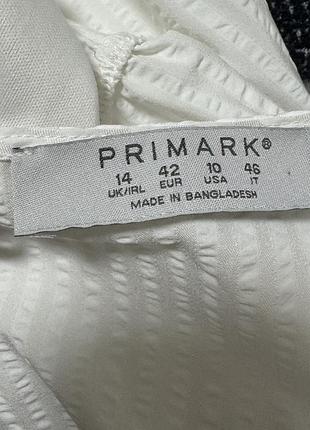 PRIMARK®
14 42 10 46
UK/IRL EUR USA IT
MADE IN BANGLADESH